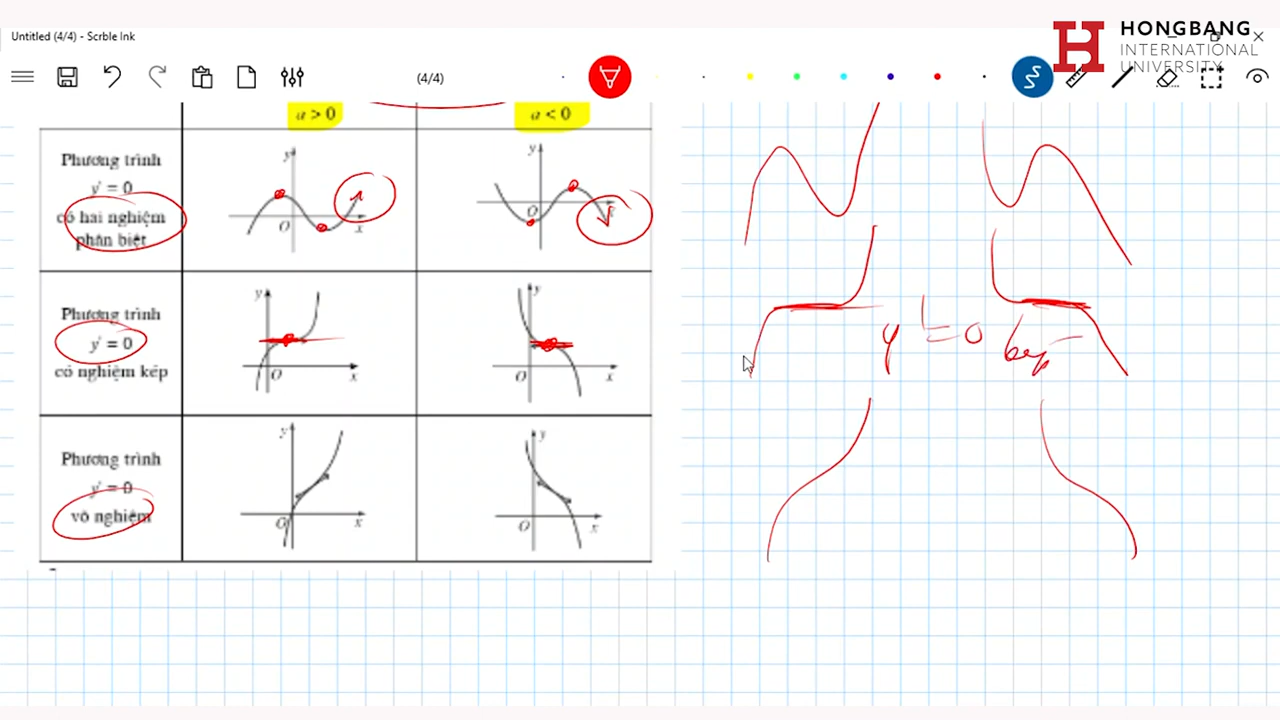 Untitled (4/4) - Scrble Ink
HONGBANG
INTERNATIONAL
UNIVERSITY
(4/4)
a > 0
a < 0
Phương trình
y' = 0
có hai nghiệm
phân biệt
y
O
x
y
O
Phương trình
y' = 0
có nghiệm kép
y
O
x
y
O
x
y' = 0
Phương trình
y' = 0
vô nghiệm
y
O
x
y
O
x